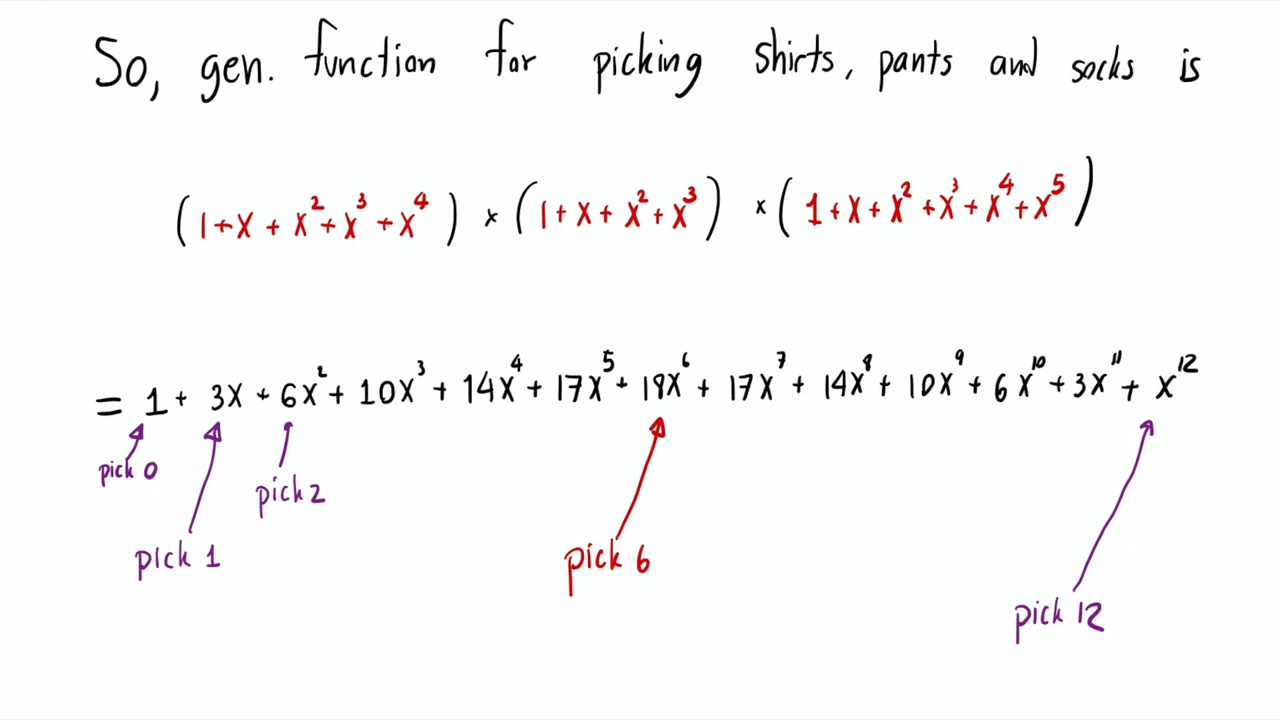 So, gen. function for picking shirts, pants and socks is
(1+x+x²+x³+x⁴) × (1+x+x²+x³) × (1+x+x²+x³+x⁴+x⁵)
= 1 + 3x + 6x² + 10x³ + 14x⁴ + 17x⁵ + 18x⁶ + 17x⁷ + 14x⁸ + 10x⁹ + 6x¹⁰ + 3x¹¹ + x¹²
pick 0
pick 2
pick 1
pick 6
pick 12